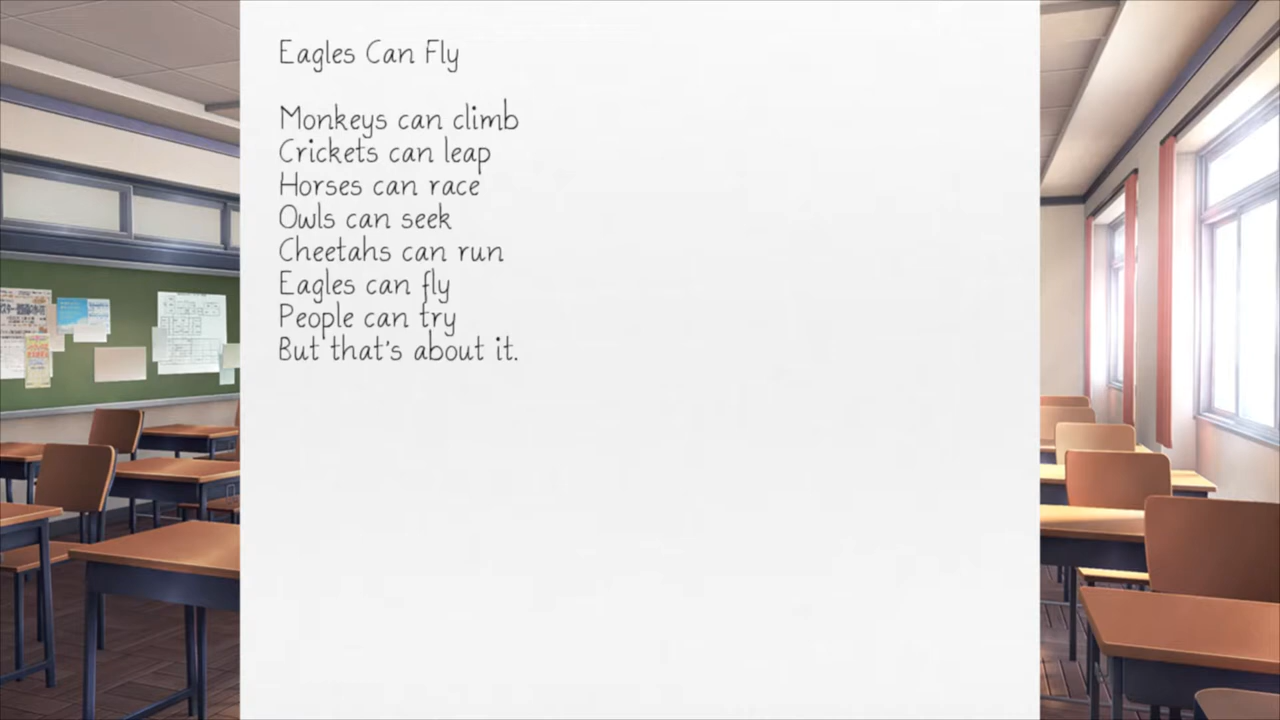 Eagles Can Fly
Monkeys can climb
Crickets can leap
Horses can race
Owls can seek
Cheetahs can run
Eagles can fly
People can try
But that's about it.